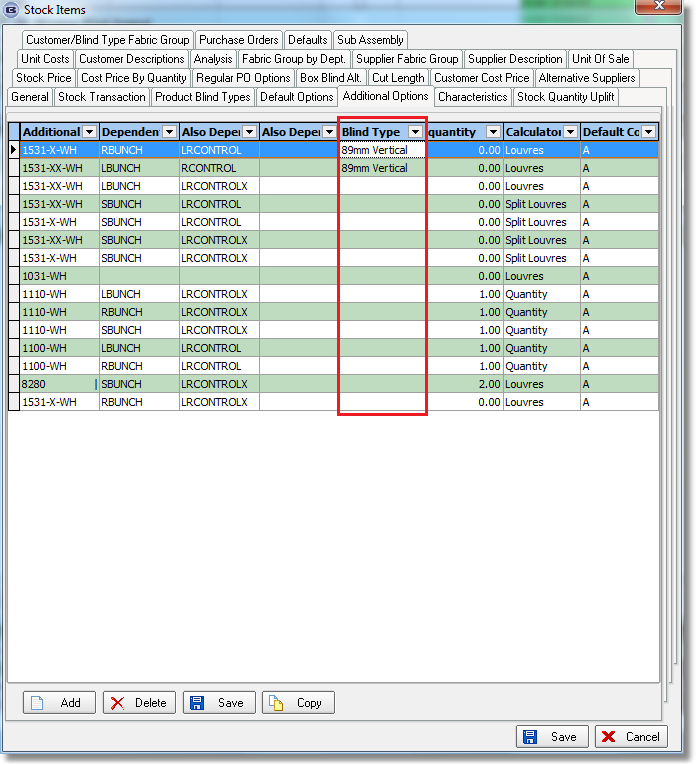 Stock Items
Customer/Blind Type Fabric Group Purchase Orders Defaults Sub Assembly
Unit Costs Customer Descriptions Analysis Fabric Group by Dept. Supplier Fabric Group Supplier Description Unit Of Sale
Stock Price Cost Price By Quantity Regular PO Options Box Blind Alt. Cut Length Customer Cost Price Alternative Suppliers
General Stock Transaction Product Blind Types Default Options Additional Options Characteristics Stock Quantity Uplift
Additional Dependen Also Deper Also Deper Blind Type quantity Calculator Default Co
1531-X-WH RBUNCH LRCONTROL 89mm Vertical 0.00 Louvres A
1531-XX-WH LBUNCH RCONTROL 89mm Vertical 0.00 Louvres A
1531-XX-WH LBUNCH LRCONTROLX 0.00 Louvres A
1531-XX-WH SBUNCH LRCONTROL 0.00 Split Louvres A
1531-X-WH SBUNCH LRCONTROL 0.00 Split Louvres A
1531-XX-WH SBUNCH LRCONTROLX 0.00 Split Louvres A
1531-X-WH SBUNCH LRCONTROLX 0.00 Split Louvres A
1031-WH 0.00 Louvres A
1110-WH LBUNCH LRCONTROLX 1.00 Quantity A
1110-WH RBUNCH LRCONTROLX 1.00 Quantity A
1110-WH SBUNCH LRCONTROLX 1.00 Quantity A
1100-WH LBUNCH LRCONTROL 1.00 Quantity A
1100-WH RBUNCH LRCONTROL 1.00 Quantity A
8280 SBUNCH LRCONTROLX 2.00 Louvres A
1531-X-WH RBUNCH LRCONTROLX 0.00 Louvres A
Add Delete Save Copy
Save Cancel